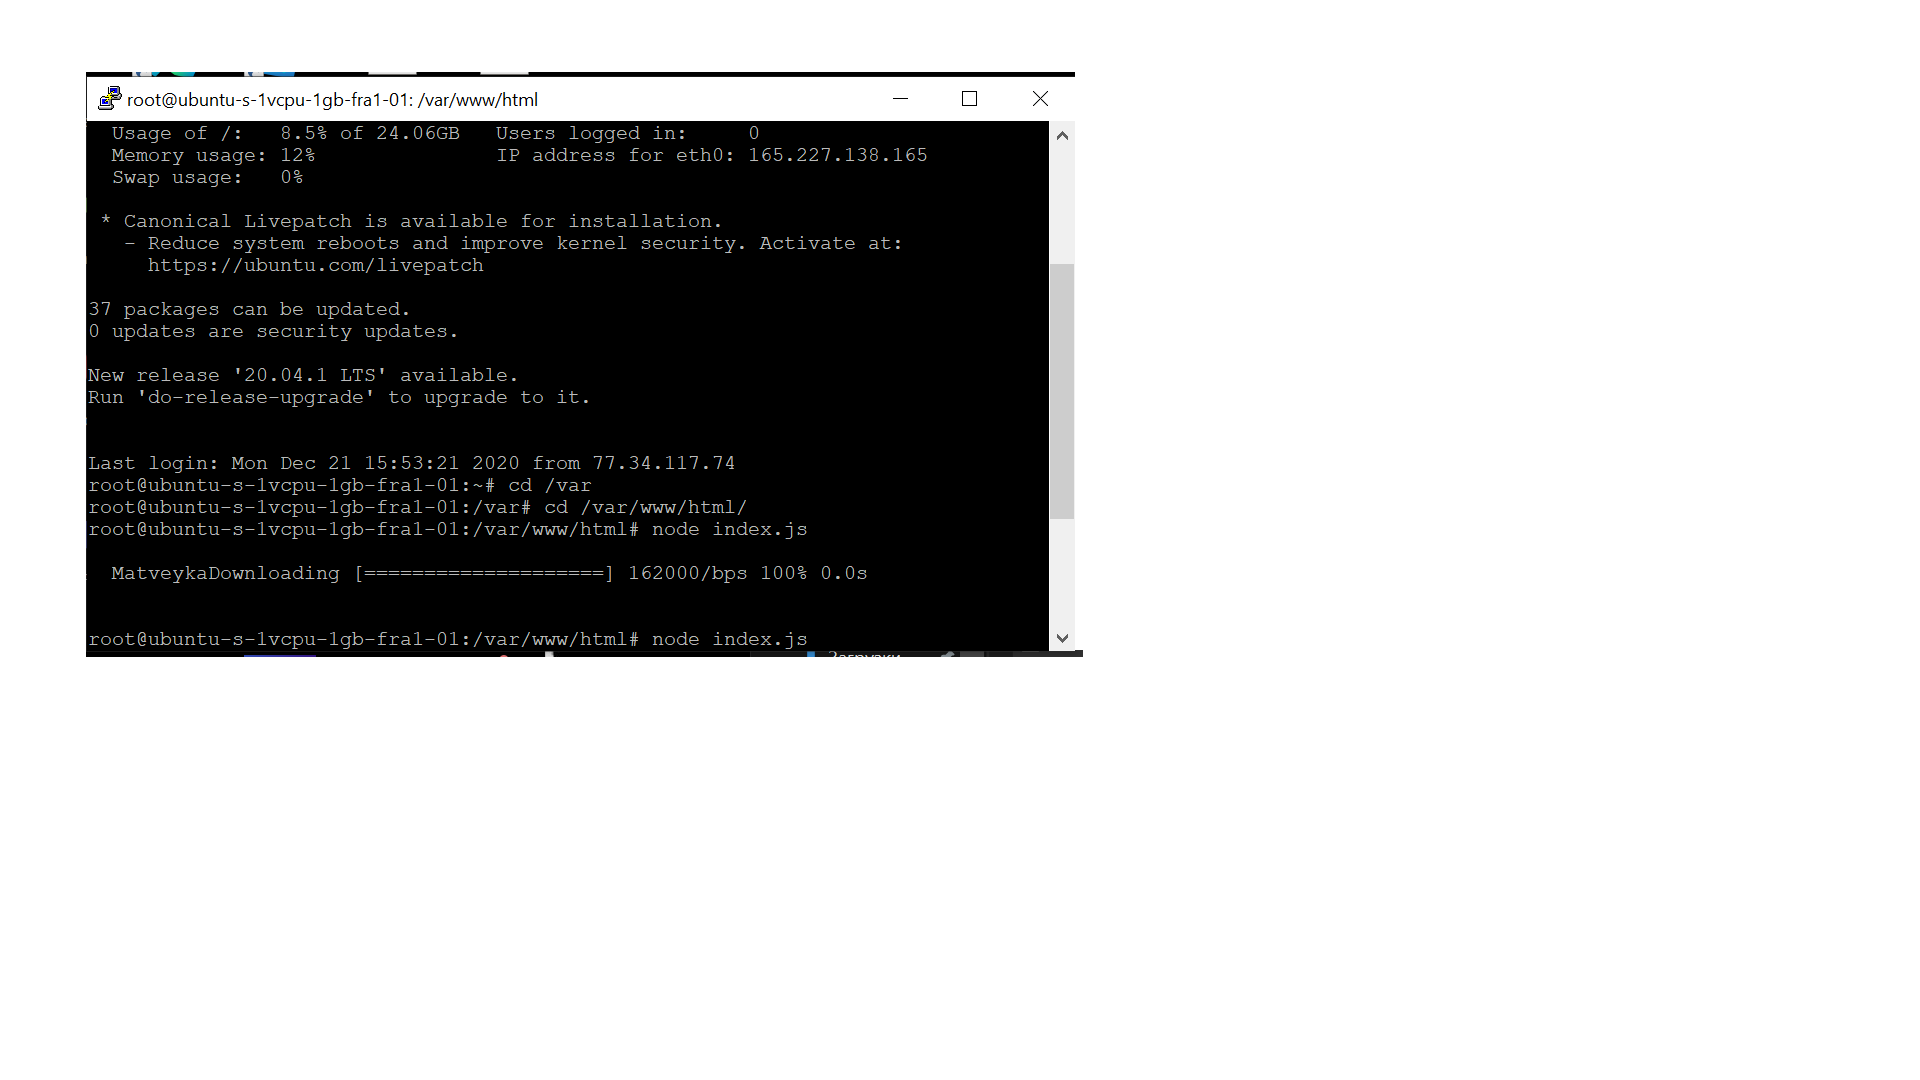 root@ubuntu-s-1vcpu-1gb-fra1-01: /var/www/html
Usage of /: 8.5% of 24.06GB Users logged in: 0
Memory usage: 12% IP address for eth0: 165.227.138.165
Swap usage: 0%
* Canonical Livepatch is available for installation.
- Reduce system reboots and improve kernel security. Activate at:
https://ubuntu.com/livepatch
37 packages can be updated.
0 updates are security updates.
New release '20.04.1 LTS' available.
Run 'do-release-upgrade' to upgrade to it.
Last login: Mon Dec 21 15:53:21 2020 from 77.34.117.74
root@ubuntu-s-1vcpu-1gb-fra1-01:~# cd /var
root@ubuntu-s-1vcpu-1gb-fra1-01:/var# cd /var/www/html/
root@ubuntu-s-1vcpu-1gb-fra1-01:/var/www/html# node index.js
MatveykaDownloading [====================] 162000/bps 100% 0.0s
root@ubuntu-s-1vcpu-1gb-fra1-01:/var/www/html# node index.js
Загрузки